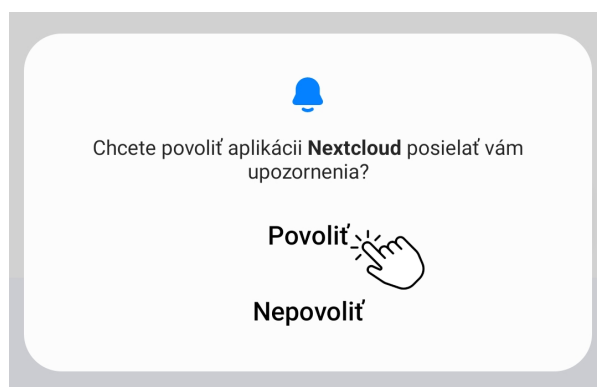 Chcete povoliť aplikácii Nextcloud posielať vám
upozornenia?
Povoliť
Nepovoliť